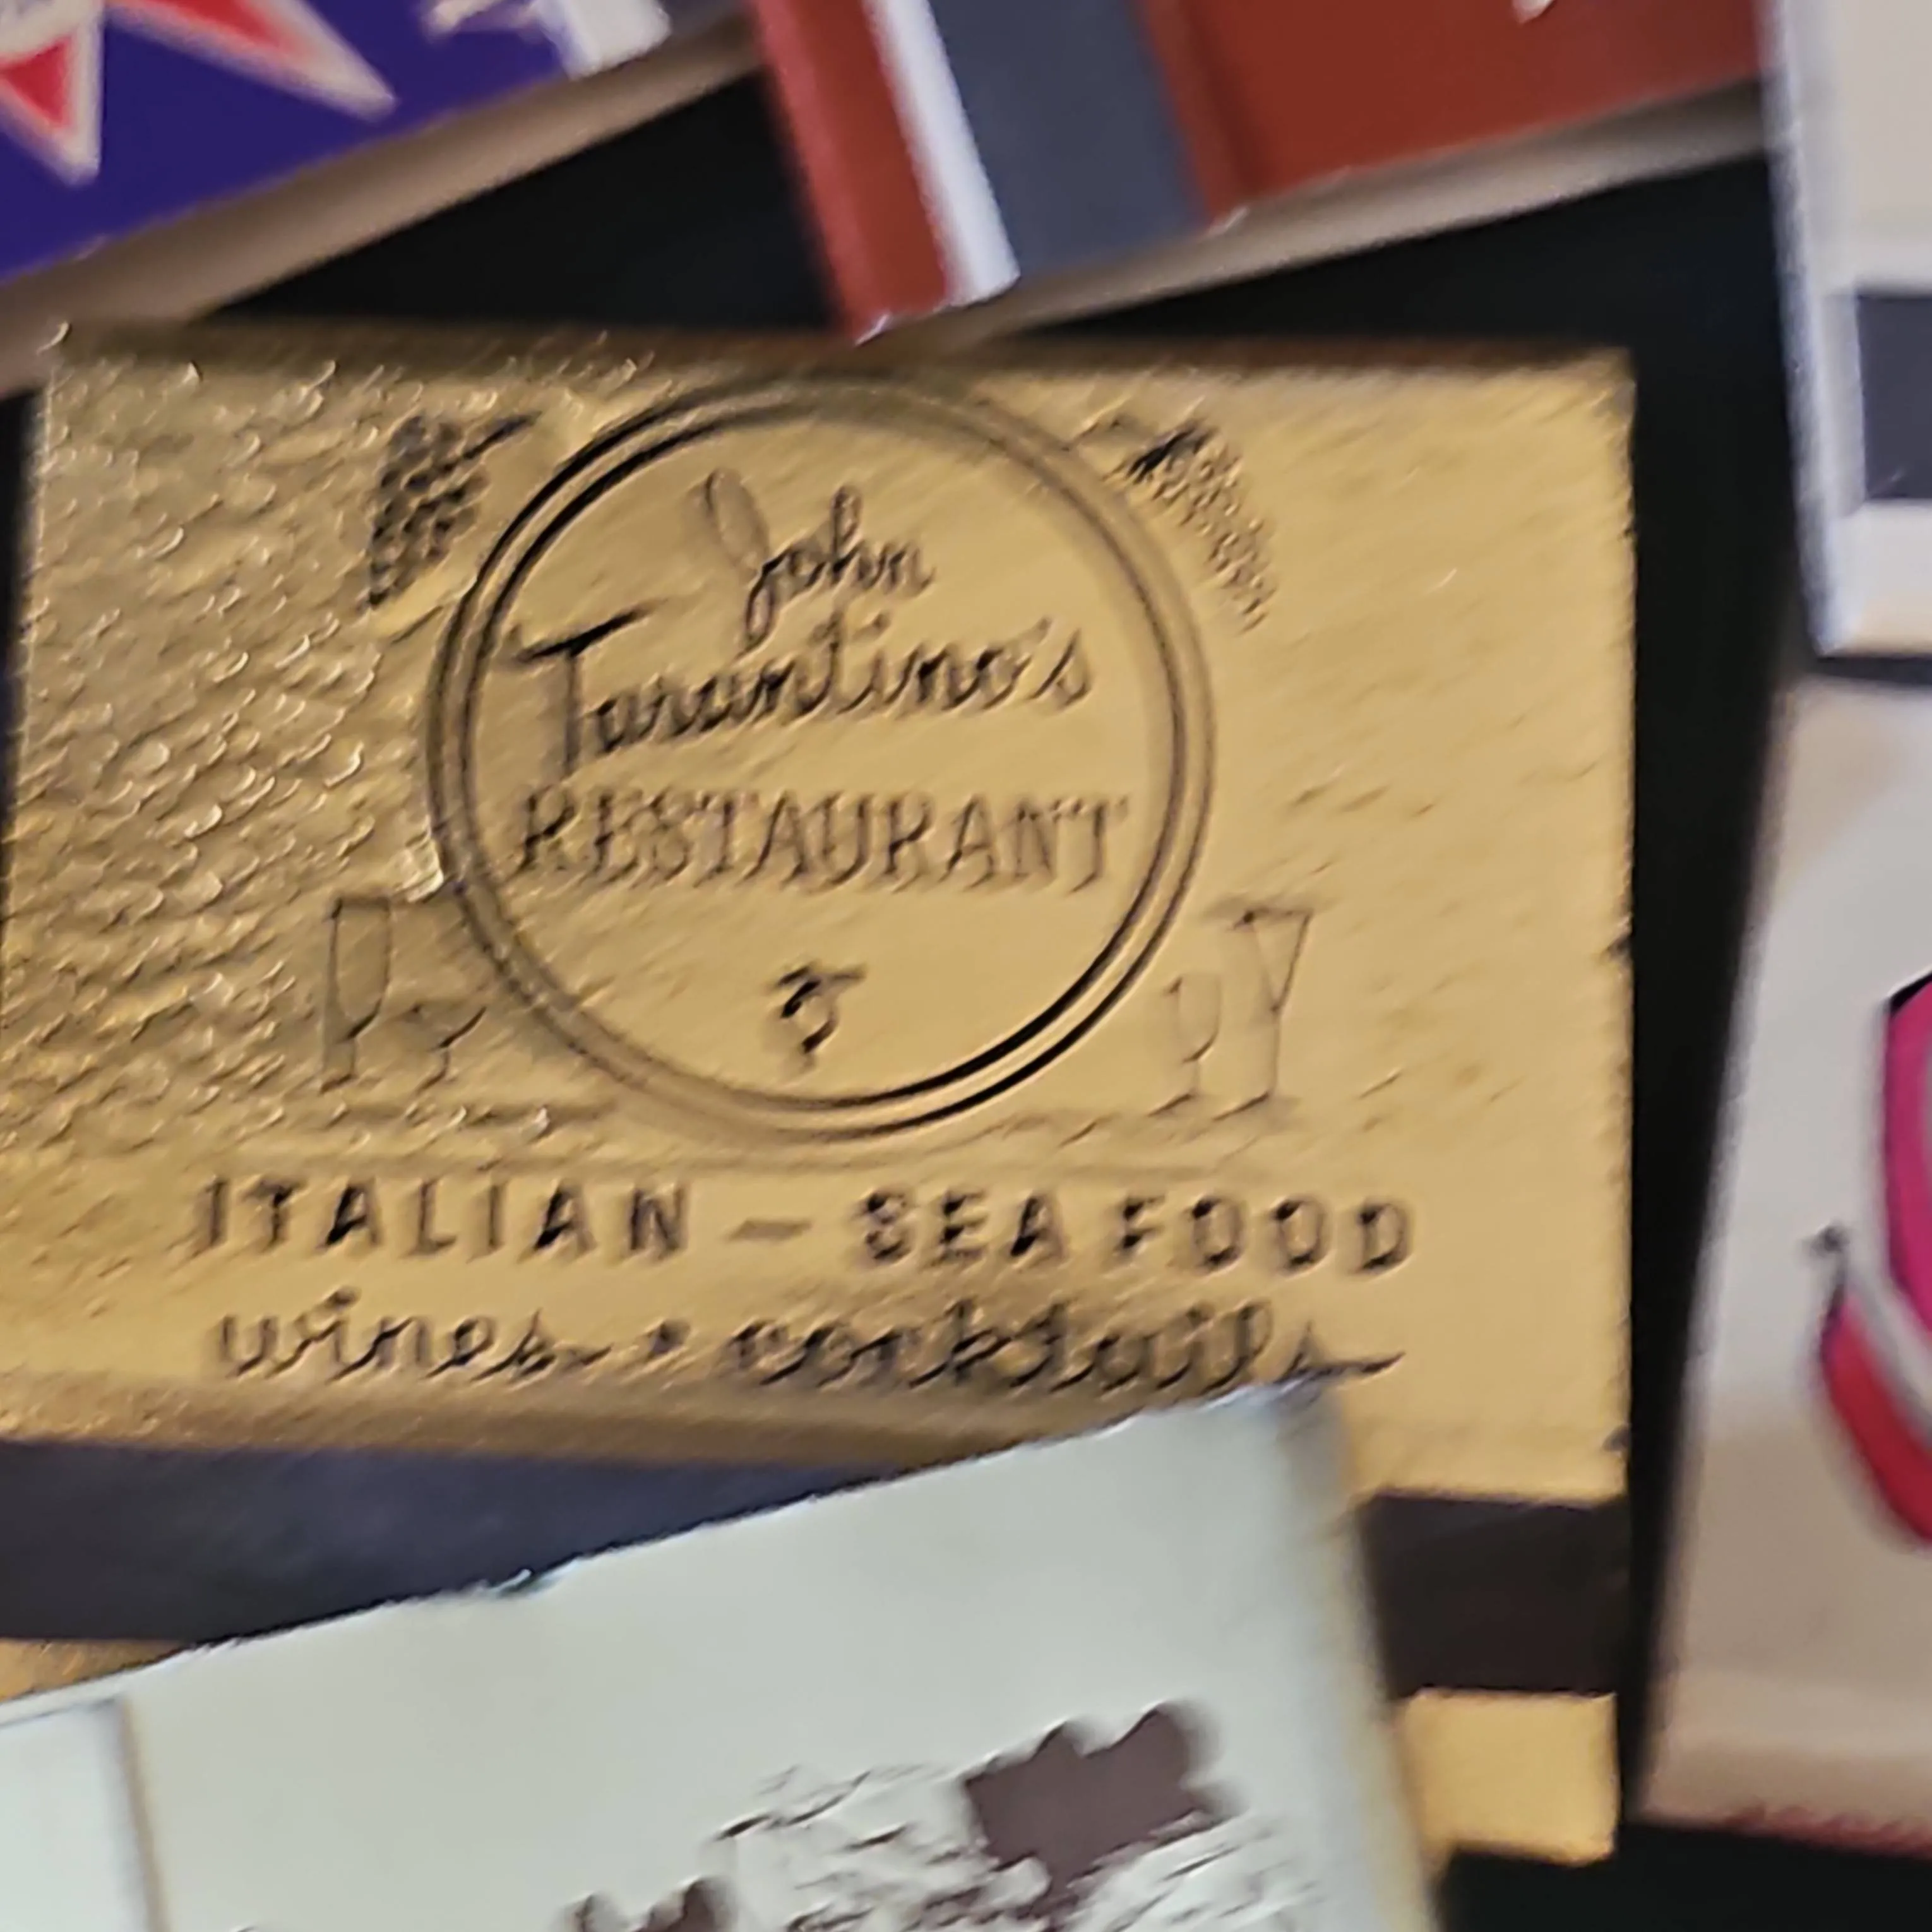 John
Tarantino's
RESTAURANT
ITALIAN - SEA FOOD
wines & cocktails